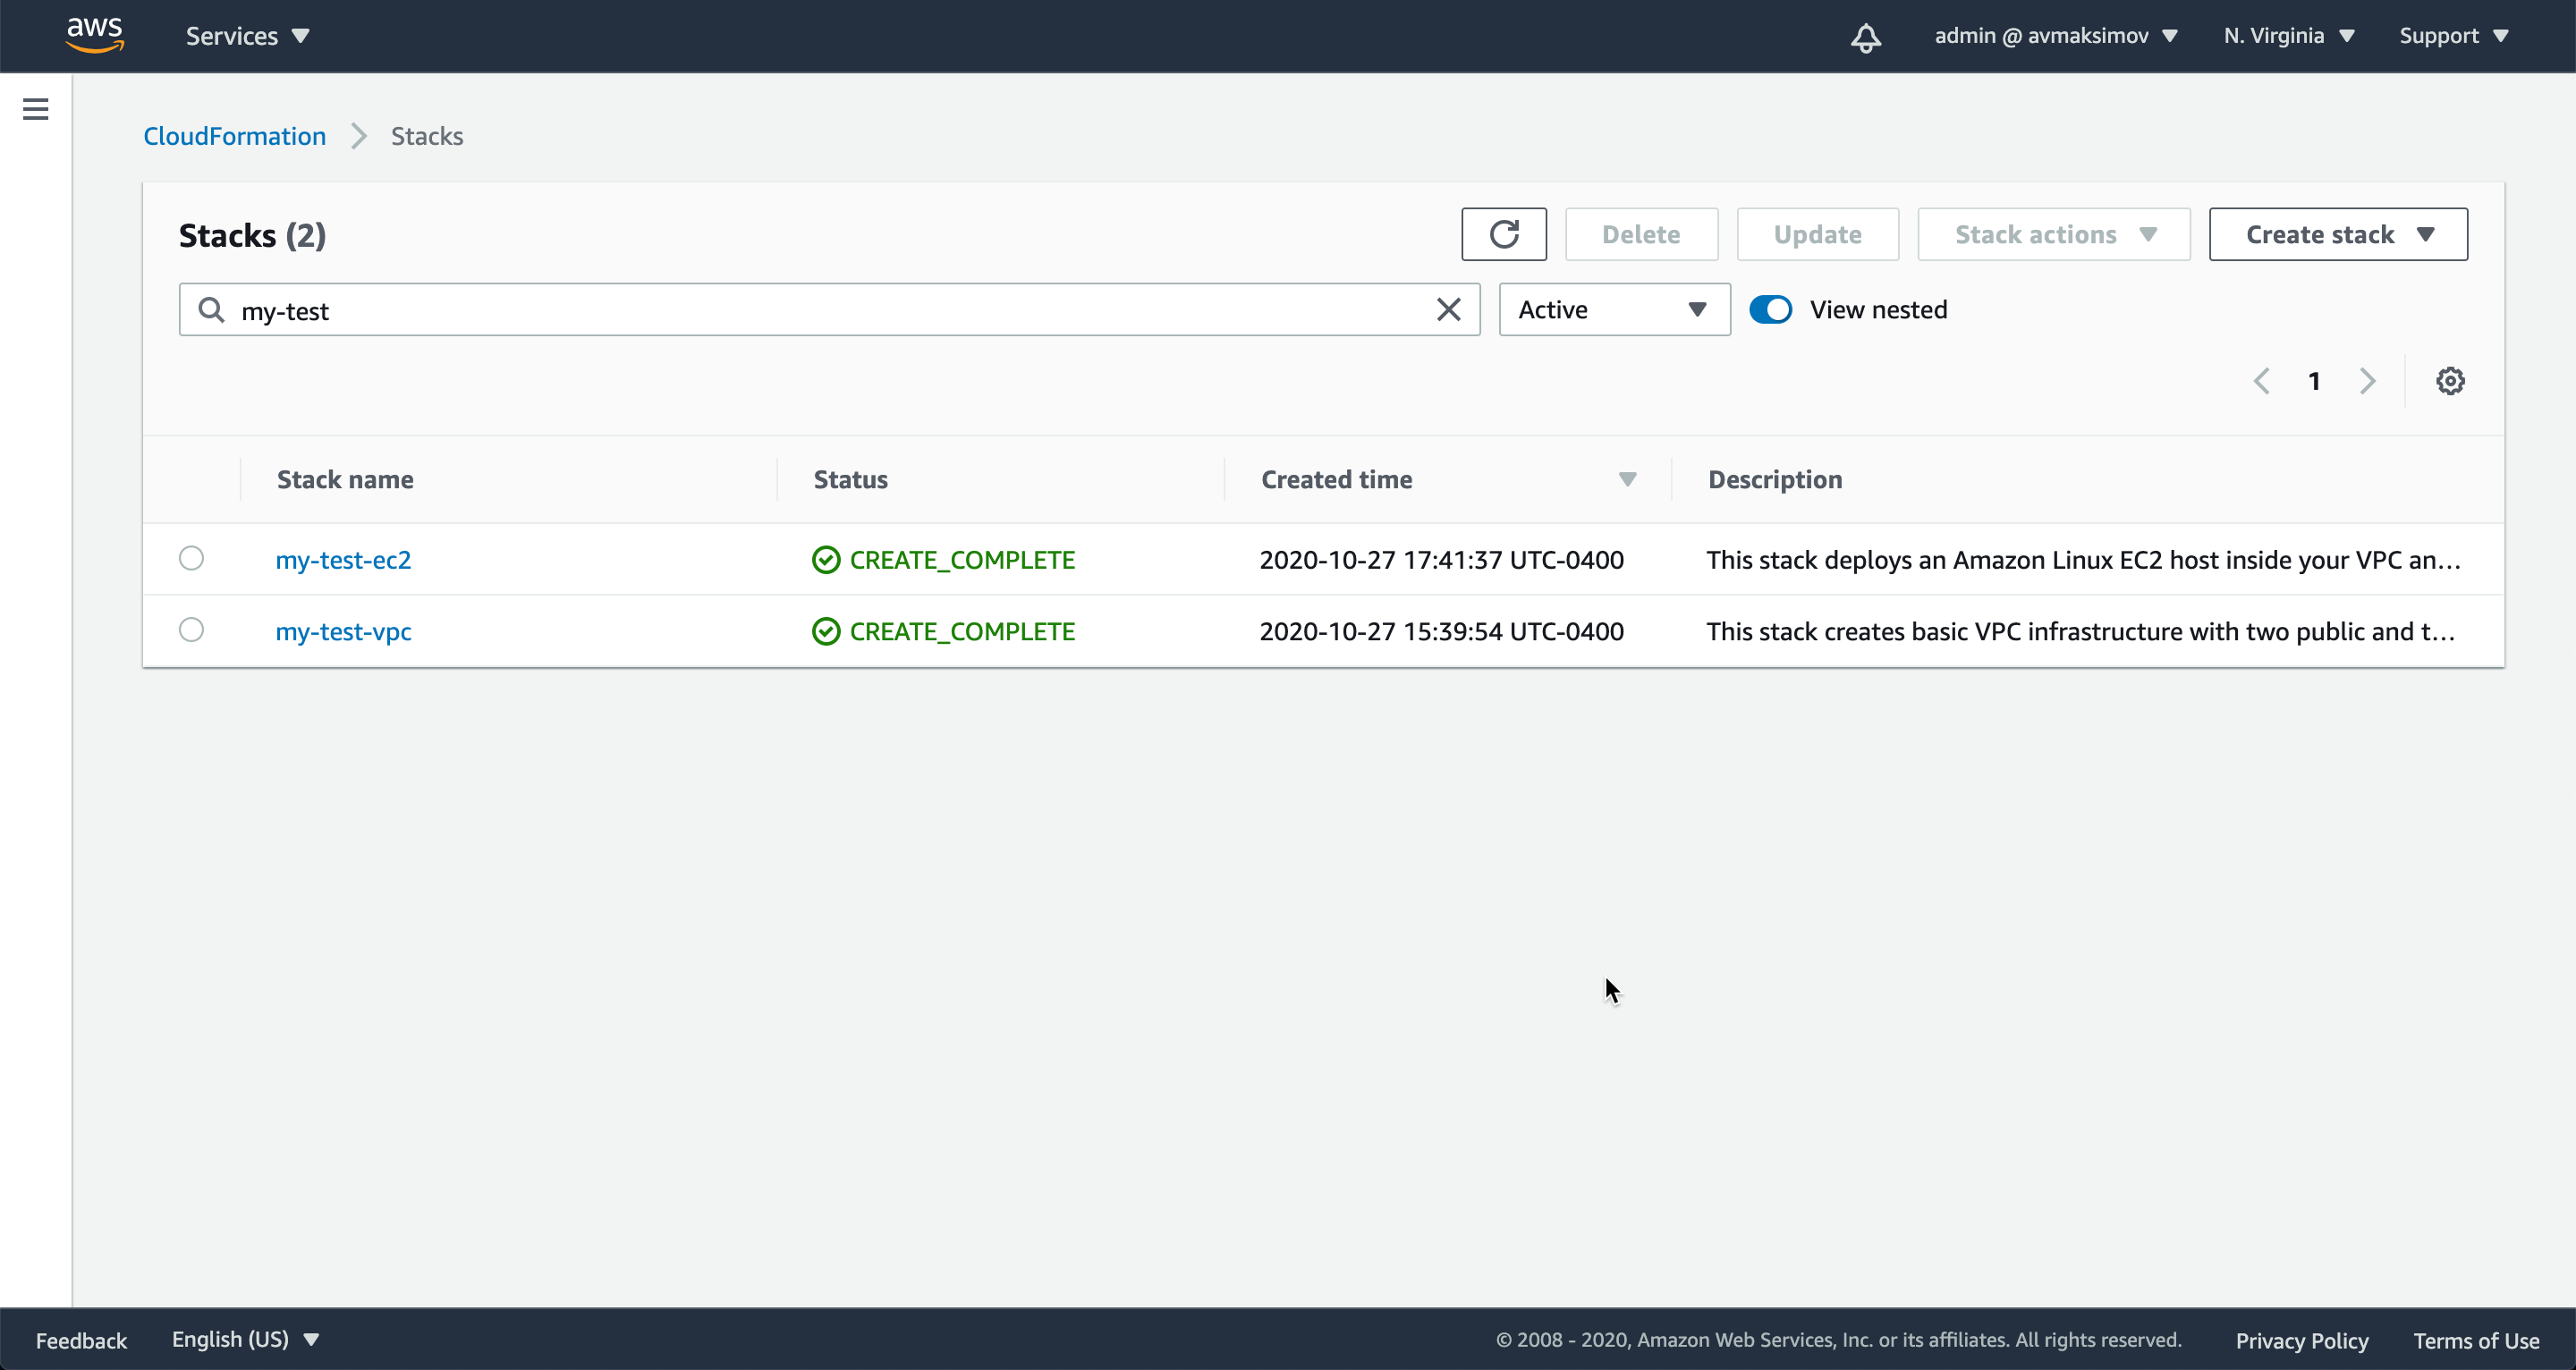 aws Services admin @ avmaksimov N. Virginia Support
CloudFormation Stacks
Stacks (2) Delete Update Stack actions Create stack
my-test Active View nested
1
Stack name Status Created time Description
my-test-ec2 CREATE_COMPLETE 2020-10-27 17:41:37 UTC-0400 This stack deploys an Amazon Linux EC2 host inside your VPC an...
my-test-vpc CREATE_COMPLETE 2020-10-27 15:39:54 UTC-0400 This stack creates basic VPC infrastructure with two public and t...
Feedback English (US) © 2008 - 2020, Amazon Web Services, Inc. or its affiliates. All rights reserved. Privacy Policy Terms of Use